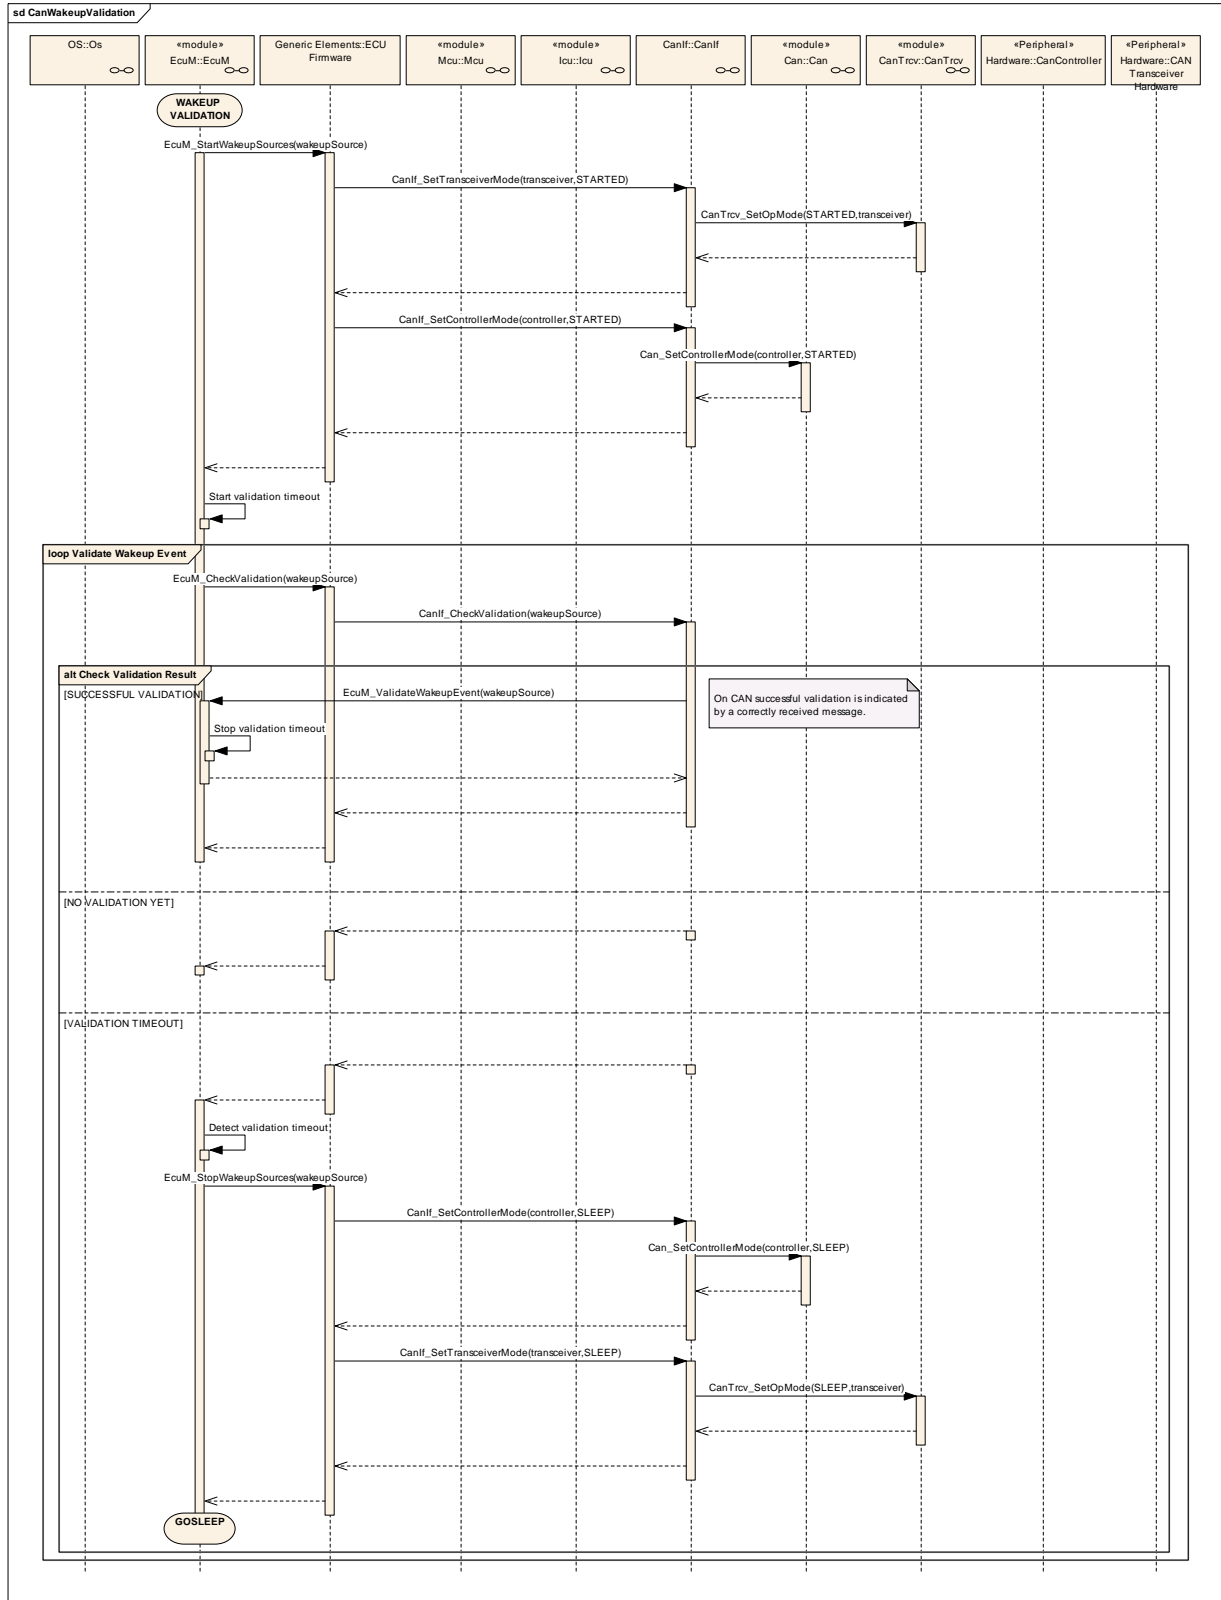 sd CanWakeupValidation
OS::Os
«module»
EcuM::EcuM
Generic Elements::ECU
Firmware
«module»
Mcu::Mcu
«module»
Icu::Icu
CanIf::CanIf
«module»
Can::Can
«module»
CanTrcv::CanTrcv
«Peripheral»
Hardware::CanController
«Peripheral»
Hardware::CAN
Transceiver
Hardware
WAKEUP
VALIDATION
EcuM_StartWakeupSources(wakeupSource)
CanIf_SetTransceiverMode(transceiver,STARTED)
CanTrcv_SetOpMode(STARTED,transceiver)
CanIf_SetControllerMode(controller,STARTED)
Can_SetControllerMode(controller,STARTED)
Start validation timeout
loop Validate Wakeup Event
EcuM_CheckValidation(wakeupSource)
CanIf_CheckValidation(wakeupSource)
alt Check Validation Result
[SUCCESSFUL VALIDATION]
EcuM_ValidateWakeupEvent(wakeupSource)
On CAN successful validation is indicated
by a correctly received message.
Stop validation timeout
[NO VALIDATION YET]
[VALIDATION TIMEOUT]
Detect validation timeout
EcuM_StopWakeupSources(wakeupSource)
CanIf_SetControllerMode(controller,SLEEP)
Can_SetControllerMode(controller,SLEEP)
CanIf_SetTransceiverMode(transceiver,SLEEP)
CanTrcv_SetOpMode(SLEEP,transceiver)
GOSLEEP